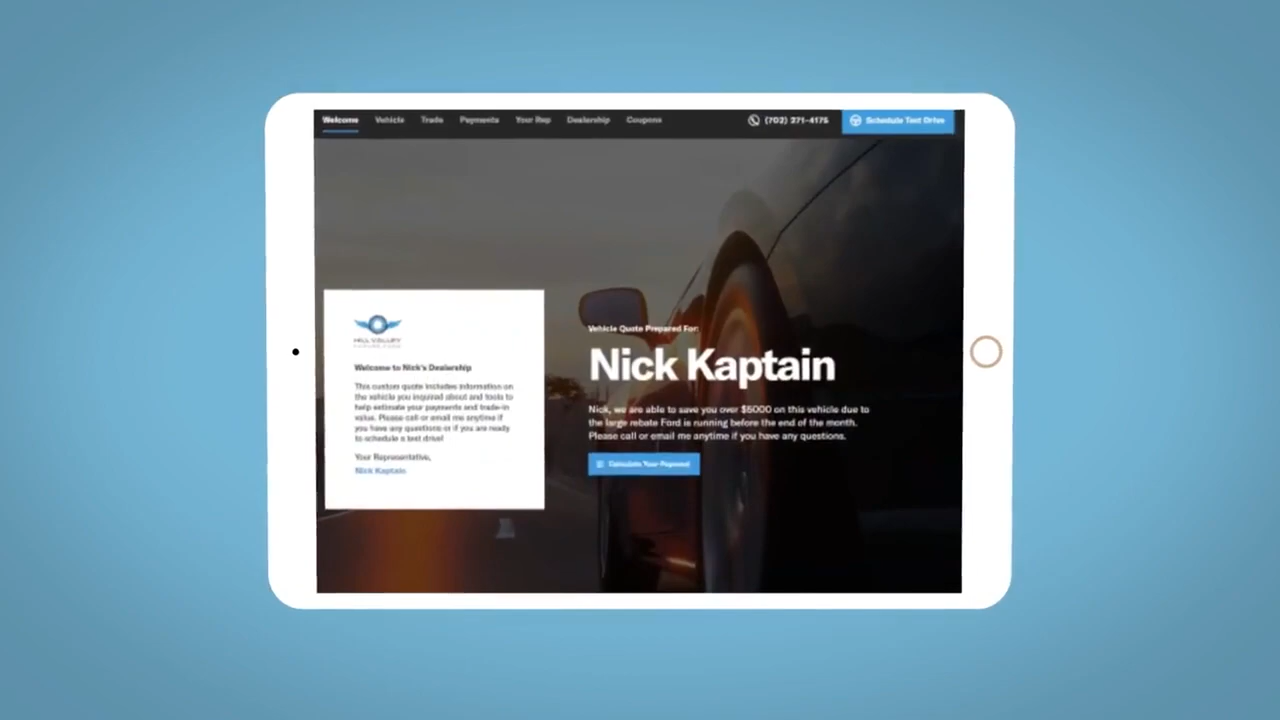 Welcome Vehicle Trade Payments Your Rep Dealership Coupons (702) 271-4175 Schedule Test Drive
HILL VALLEY
Welcome to Nick's Dealership
This custom quote includes information on
the vehicle you inquired about and tools to
help estimate your payments and trade-in
value. Please call or email me anytime if
you have any questions or if you are ready
to schedule a test drive!
Your Representative,
Nick Kaptain
Vehicle Quote Prepared For:
Nick Kaptain
Nick, we are able to save you over $5000 on this vehicle due to
the large rebate Ford is running before the end of the month.
Please call or email me anytime if you have any questions.
Calculate Your Payment